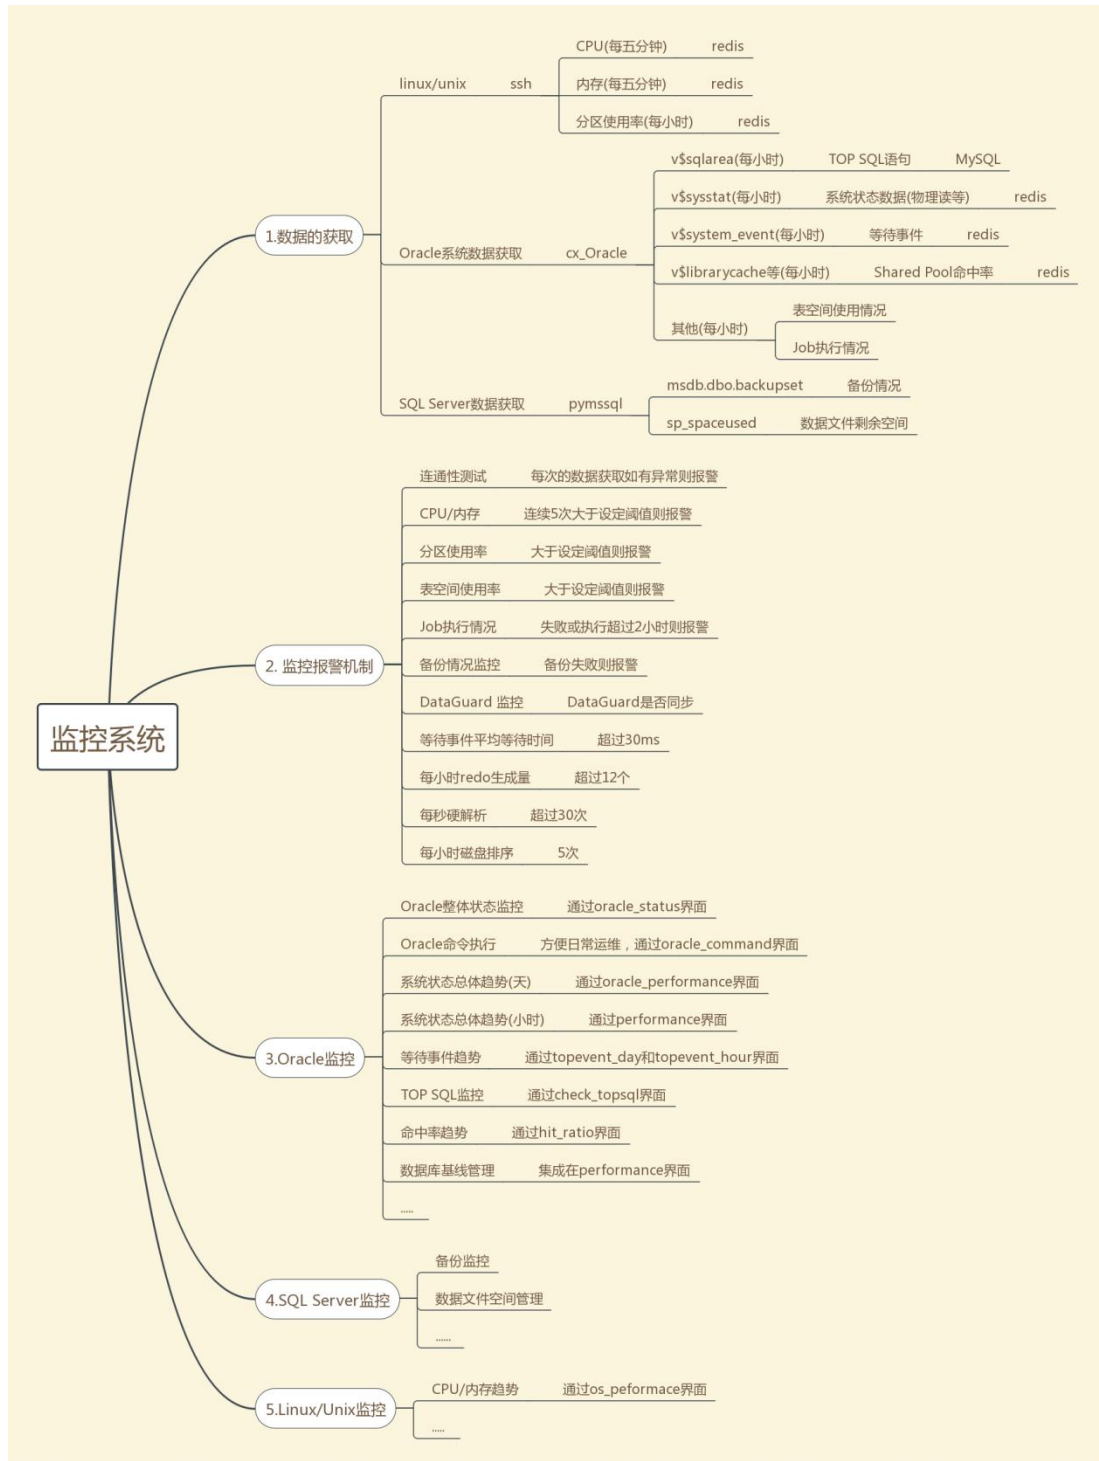 监控系统
1.数据的获取
linux/unix ssh
CPU(每五分钟) redis
内存(每五分钟) redis
分区使用率(每小时) redis
Oracle系统数据获取 cx_Oracle
v$sqlarea(每小时) TOP SQL语句 MySQL
v$sysstat(每小时) 系统状态数据(物理读等) redis
v$system_event(每小时) 等待事件 redis
v$librarycache等(每小时) Shared Pool命中率 redis
其他(每小时)
表空间使用情况
Job执行情况
SQL Server数据获取 pymssql
msdb.dbo.backupset 备份情况
sp_spaceused 数据文件剩余空间
2. 监控报警机制
连通性测试 每次的数据获取如有异常则报警
CPU/内存 连续5次大于设定阈值则报警
分区使用率 大于设定阈值则报警
表空间使用率 大于设定阈值则报警
Job执行情况 失败或执行超过2小时则报警
备份情况监控 备份失败则报警
DataGuard 监控 DataGuard是否同步
等待事件平均等待时间 超过30ms
每小时redo生成量 超过12个
每秒硬解析 超过30次
每小时磁盘排序 5次
3.Oracle监控
Oracle整体状态监控 通过oracle_status界面
Oracle命令执行 方便日常运维，通过oracle_command界面
系统状态总体趋势(天) 通过oracle_performance界面
系统状态总体趋势(小时) 通过performance界面
等待事件趋势 通过topevent_day和topevent_hour界面
TOP SQL监控 通过check_topsql界面
命中率趋势 通过hit_ratio界面
数据库基线管理 集成在performance界面
.....
4.SQL Server监控
备份监控
数据文件空间管理
......
5.Linux/Unix监控
CPU/内存趋势 通过os_peformace界面
.....